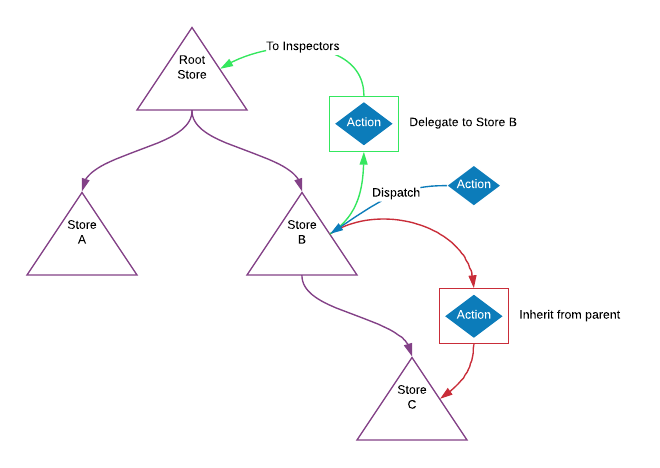 To Inspectors
Root
Store
Action
Delegate to Store B
Action
Dispatch
Store
A
Store
B
Action
Inherit from parent
Store
C